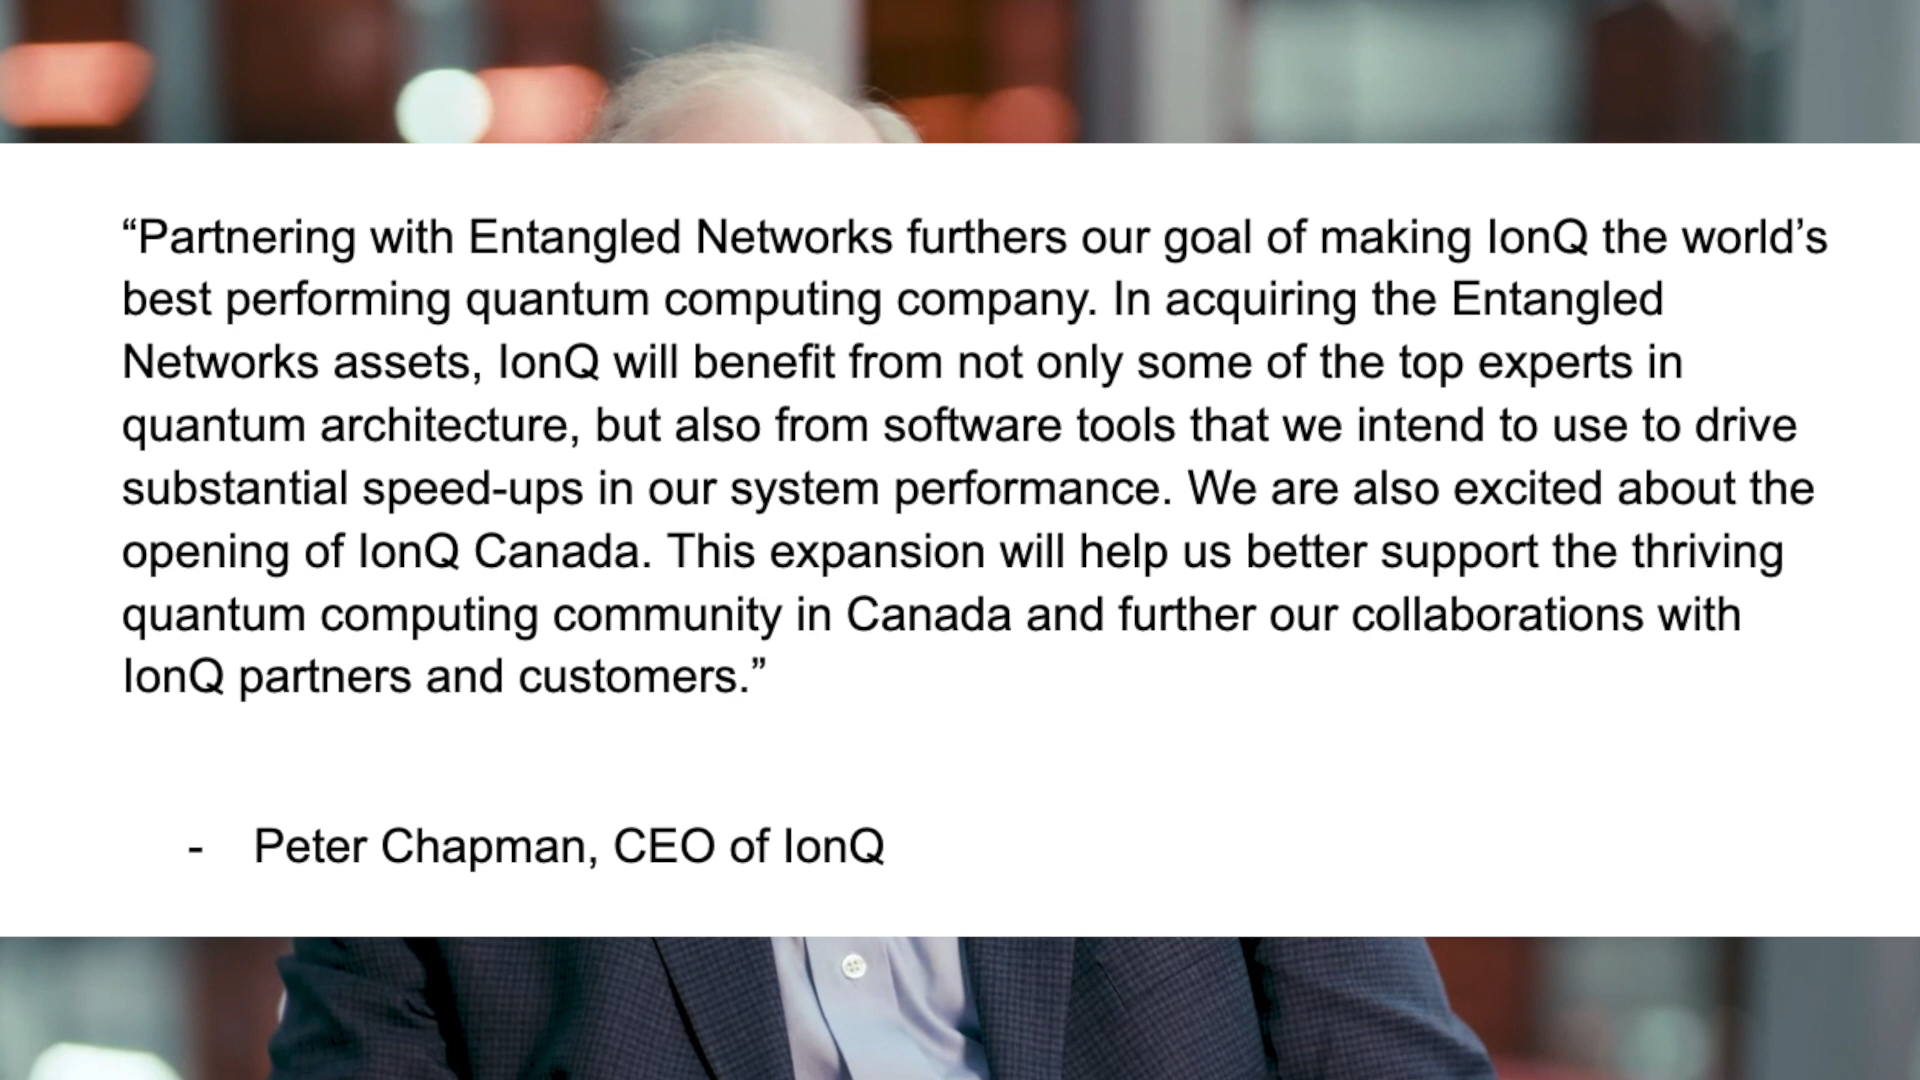 “Partnering with Entangled Networks furthers our goal of making IonQ the world’s
best performing quantum computing company. In acquiring the Entangled
Networks assets, IonQ will benefit from not only some of the top experts in
quantum architecture, but also from software tools that we intend to use to drive
substantial speed-ups in our system performance. We are also excited about the
opening of IonQ Canada. This expansion will help us better support the thriving
quantum computing community in Canada and further our collaborations with
IonQ partners and customers.”
- Peter Chapman, CEO of IonQ